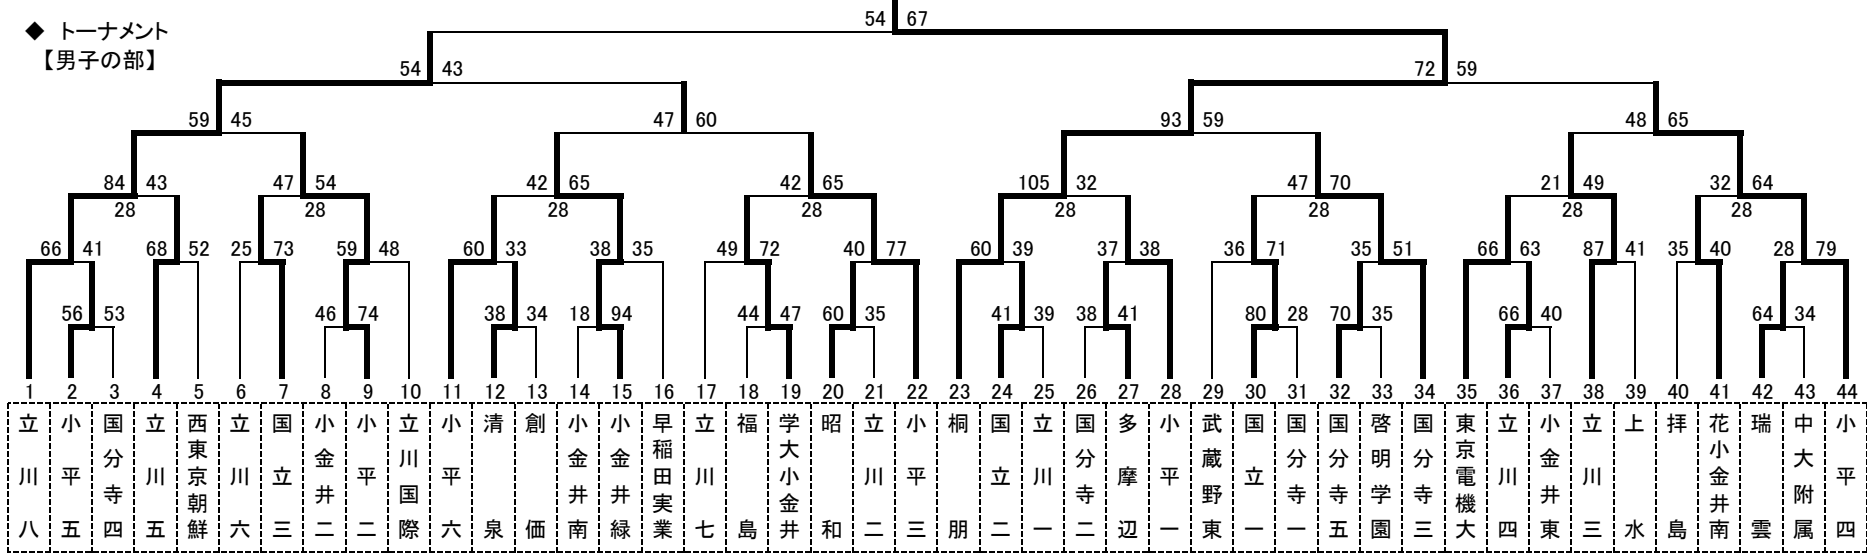 54 67
◆ トーナメント
【男子の部】
54 43 72 59
59 45 47 60 93 59 48 65
84 43 47 54 42 65 42 65 105 32 47 70 21 49 32 64
28 28 28 28 28 28 28 28
66 41 68 52 25 73 59 48 60 33 38 35 49 72 40 77 60 39 37 38 36 71 35 51 66 63 87 41 35 40 28 79
56 53 46 74 38 34 18 94 44 47 60 35 41 39 38 41 80 28 70 35 66 40 64 34
1 2 3 4 5 6 7 8 9 10 11 12 13 14 15 16 17 18 19 20 21 22 23 24 25 26 27 28 29 30 31 32 33 34 35 36 37 38 39 40 41 42 43 44
立川八
小平五
国分寺四
立川五
西東京朝鮮
立川六
国立三
小金井二
小平二
立川国際
小平六
清泉
創価
小金井南
小金井緑
早稲田実業
立川七
福島
学大小金井
昭和
立川二
小平三
桐朋
国立二
立川一
国分寺二
多摩辺
小平一
武蔵野東
国立一
国分寺一
国分寺五
啓明学園
国分寺三
東京電機大
立川四
小金井東
立川三
上水
拝島
花小金井南
瑞雲
中大附属
小平四